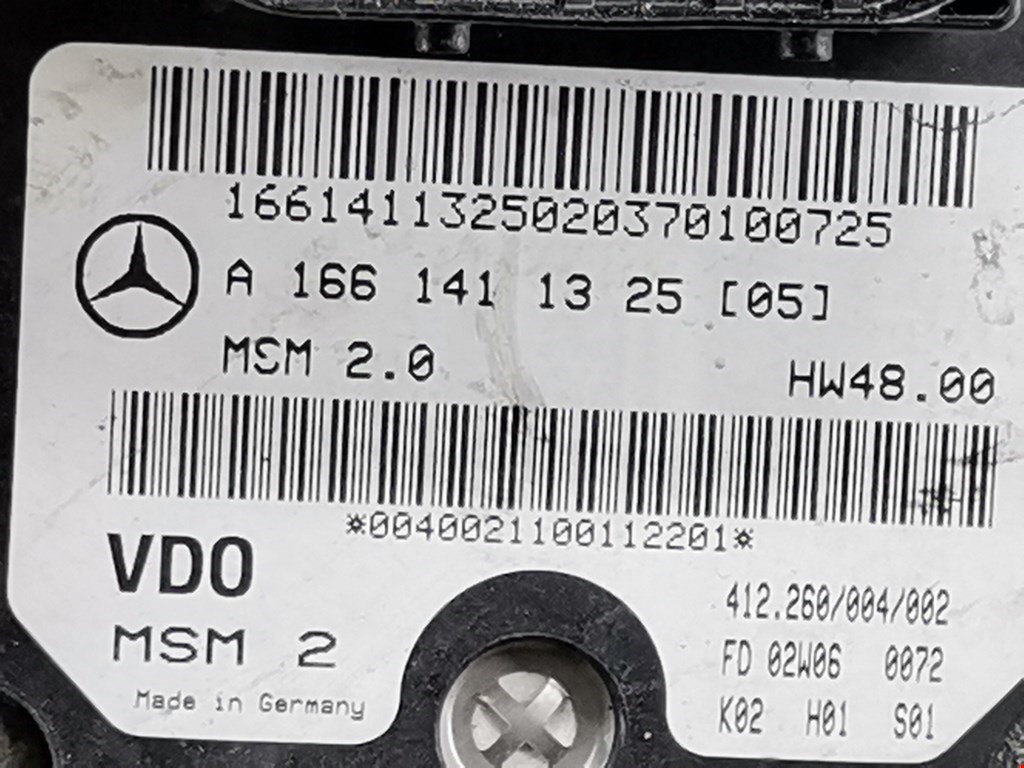 1661411325020370100725
A 166 141 13 25 [05]
MSM 2.0 HW48.00
*0040021100112201*
VDO
MSM 2
Made in Germany
412.260/004/002
FD 02W06 0072
K02 H01 S01